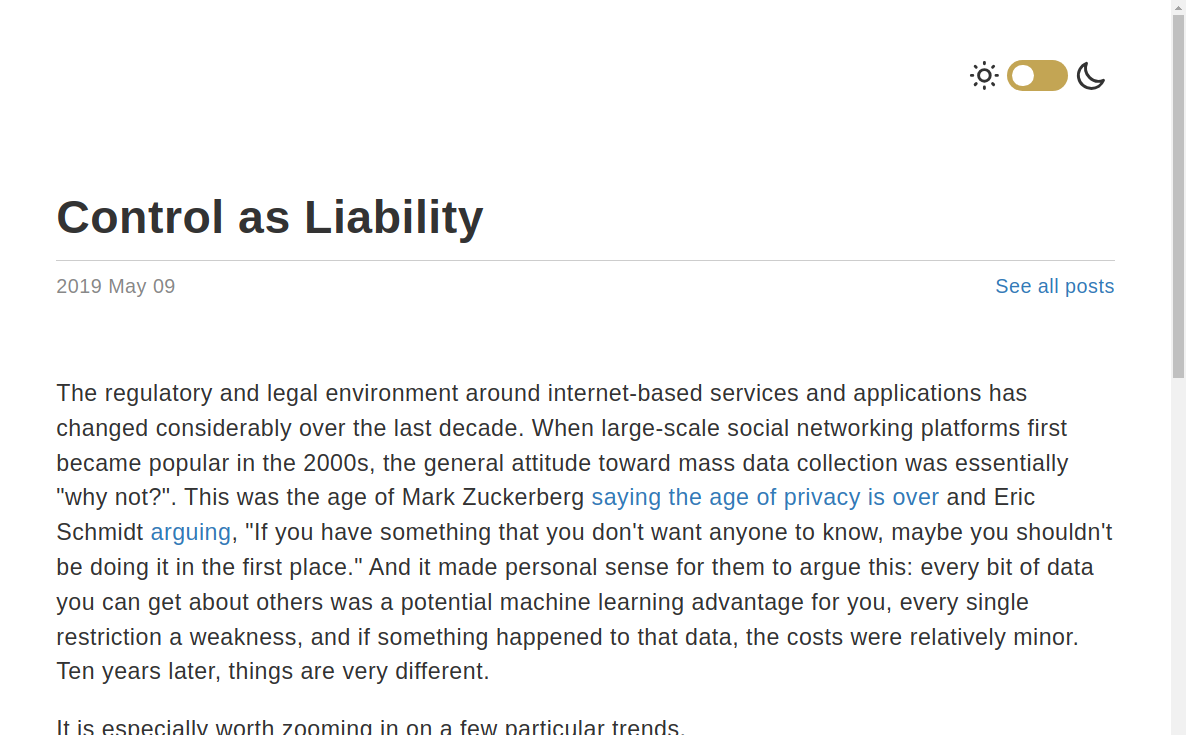 Control as Liability
2019 May 09
See all posts
The regulatory and legal environment around internet-based services and applications has
changed considerably over the last decade. When large-scale social networking platforms first
became popular in the 2000s, the general attitude toward mass data collection was essentially
"why not?". This was the age of Mark Zuckerberg saying the age of privacy is over and Eric
Schmidt arguing, "If you have something that you don't want anyone to know, maybe you shouldn't
be doing it in the first place." And it made personal sense for them to argue this: every bit of data
you can get about others was a potential machine learning advantage for you, every single
restriction a weakness, and if something happened to that data, the costs were relatively minor.
Ten years later, things are very different.
It is especially worth zooming in on a few particular trends.